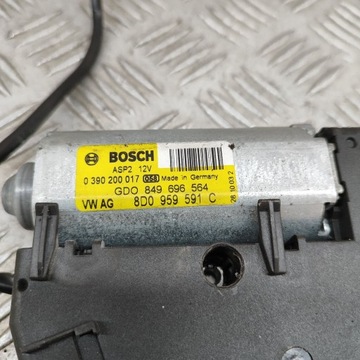 BOSCH
ASP2 12V
0 390 200 017 Made in Germany
GDO 849 696 564
VW AG 8D0 959 591 C